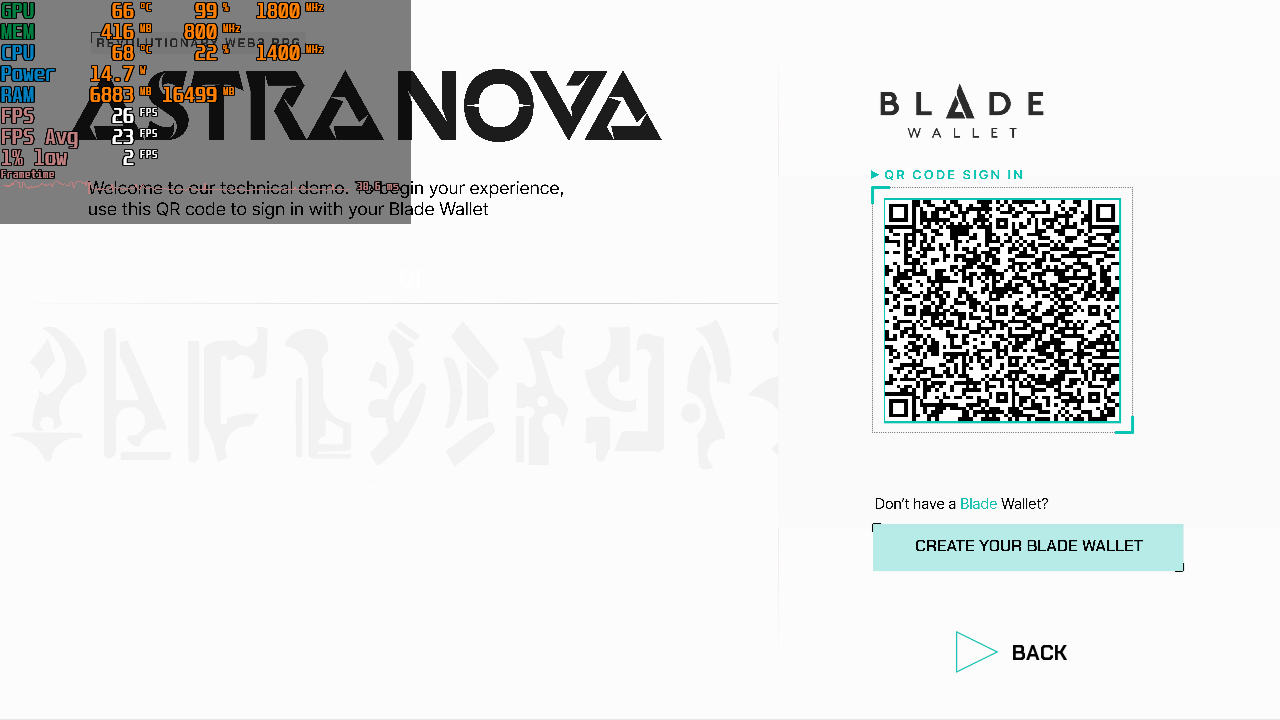 GPU 66 °C 99 % 1800 MHz
MEM 416 MB 800 MHz
CPU 68 °C 22 % 1400 MHz
Power 14.7 W
RAM 6883 MB 16499 MB
FPS 26 FPS
FPS Avg 23 FPS
1% low 2 FPS
Frametime
REVOLUTIONARY WEB3 RPG
ASTRA NOVA
Welcome to our technical demo. To begin your experience,
use this QR code to sign in with your Blade Wallet
BLADE
WALLET
QR CODE SIGN IN
Don't have a Blade Wallet?
CREATE YOUR BLADE WALLET
BACK